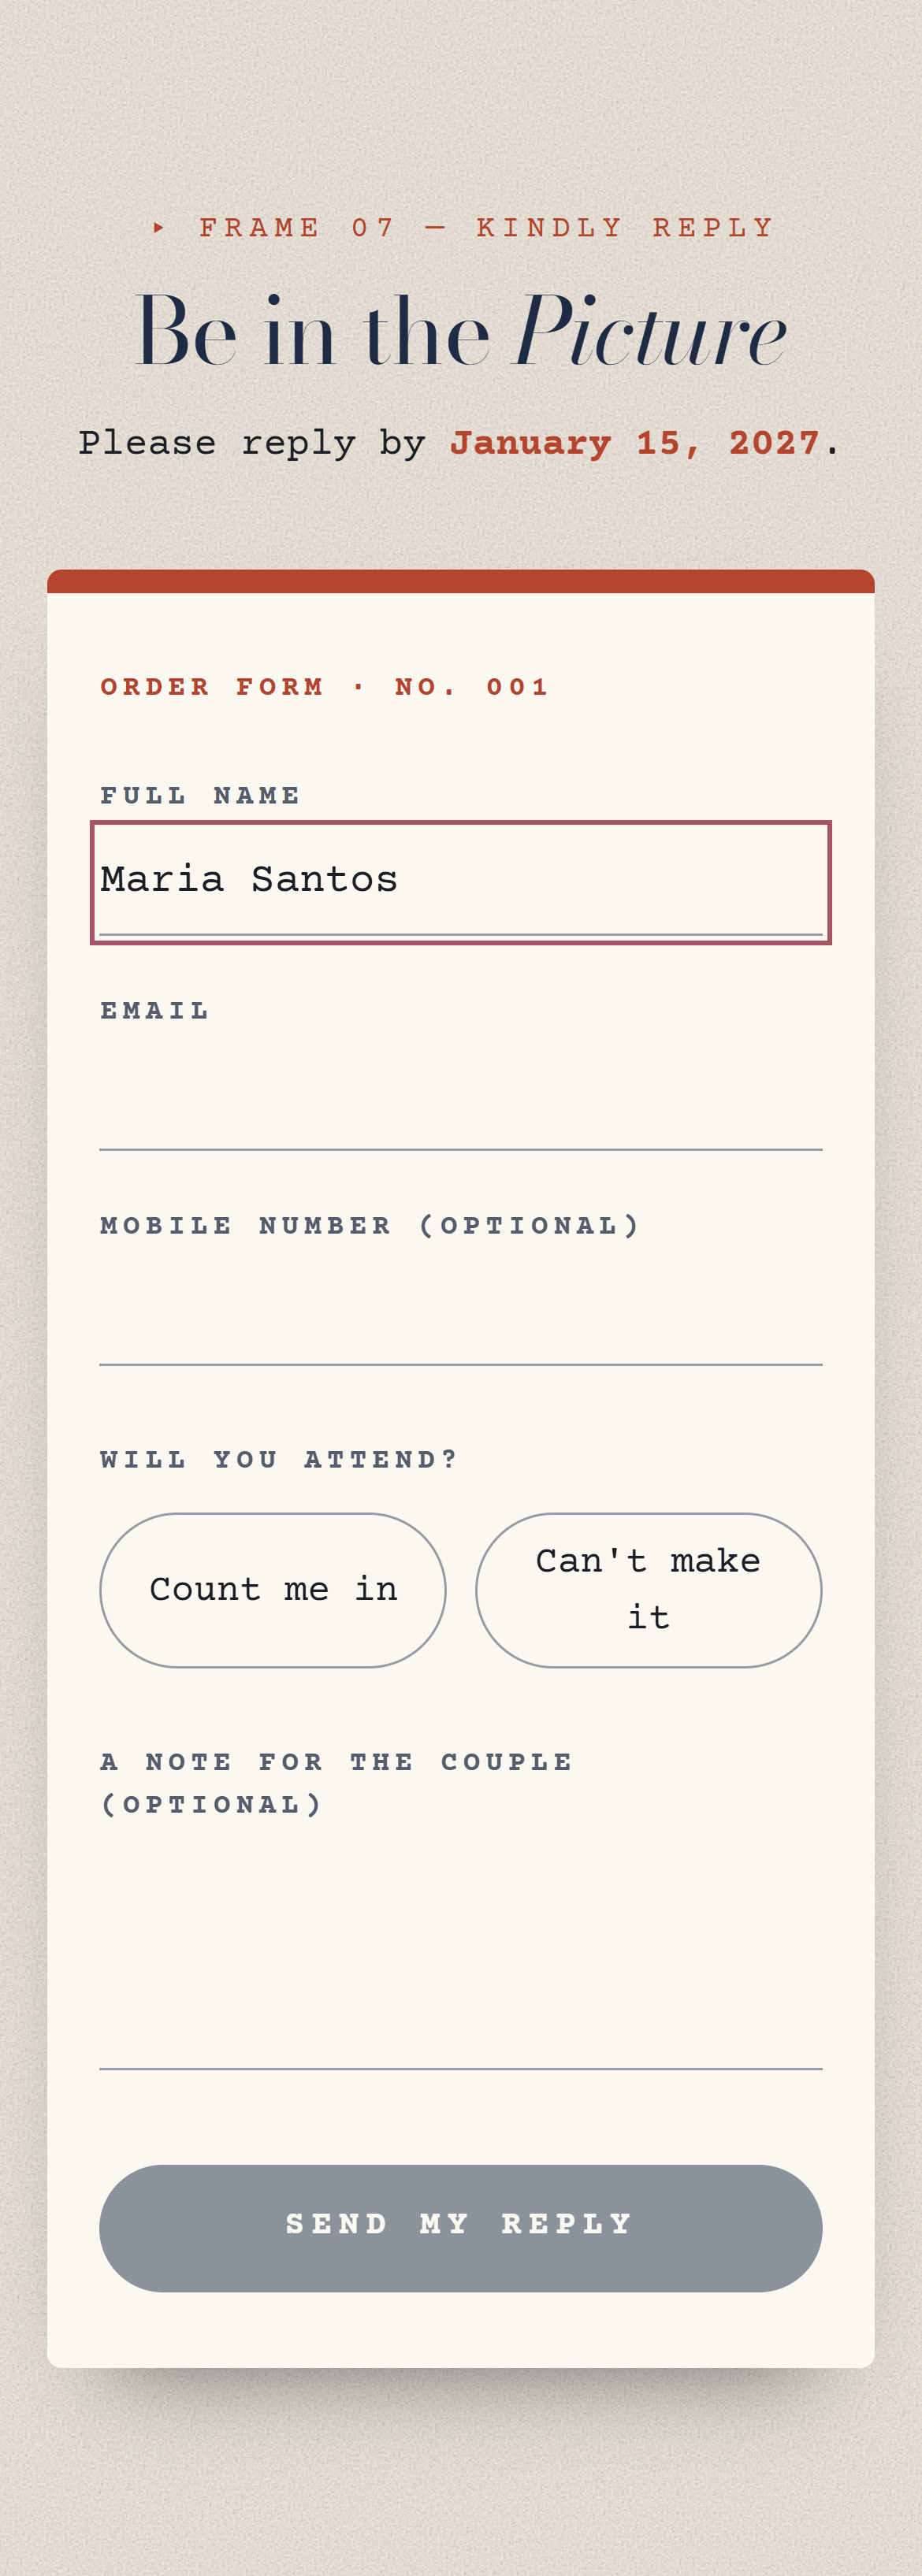 ‣ FRAME 07 — KINDLY REPLY
Be in the Picture
Please reply by January 15, 2027.
ORDER FORM · NO. 001
FULL NAME
Maria Santos
EMAIL
MOBILE NUMBER (OPTIONAL)
WILL YOU ATTEND?
Count me in
Can't make
it
A NOTE FOR THE COUPLE
(OPTIONAL)
SEND MY REPLY